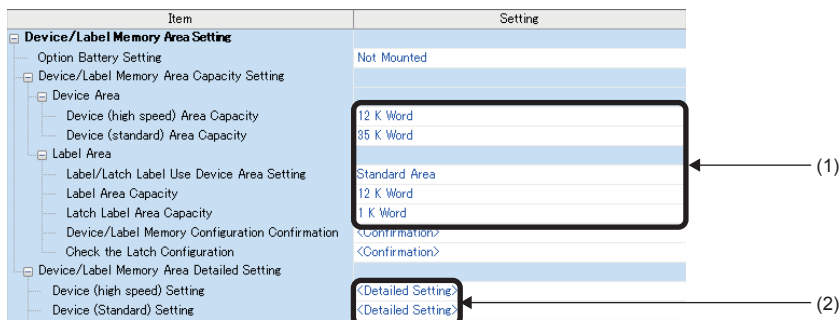 Item Setting
Device/Label Memory Area Setting
Option Battery Setting Not Mounted
Device/Label Memory Area Capacity Setting
Device Area
Device (high speed) Area Capacity 12 K Word
Device (standard) Area Capacity 35 K Word
Label Area
(1)
Label/Latch Label Use Device Area Setting Standard Area
Label Area Capacity 12 K Word
Latch Label Area Capacity 1 K Word
Device/Label Memory Configuration Confirmation <Confirmation>
Check the Latch Configuration <Confirmation>
Device/Label Memory Area Detailed Setting
Device (high speed) Setting <Detailed Setting>
Device (Standard) Setting <Detailed Setting> (2)